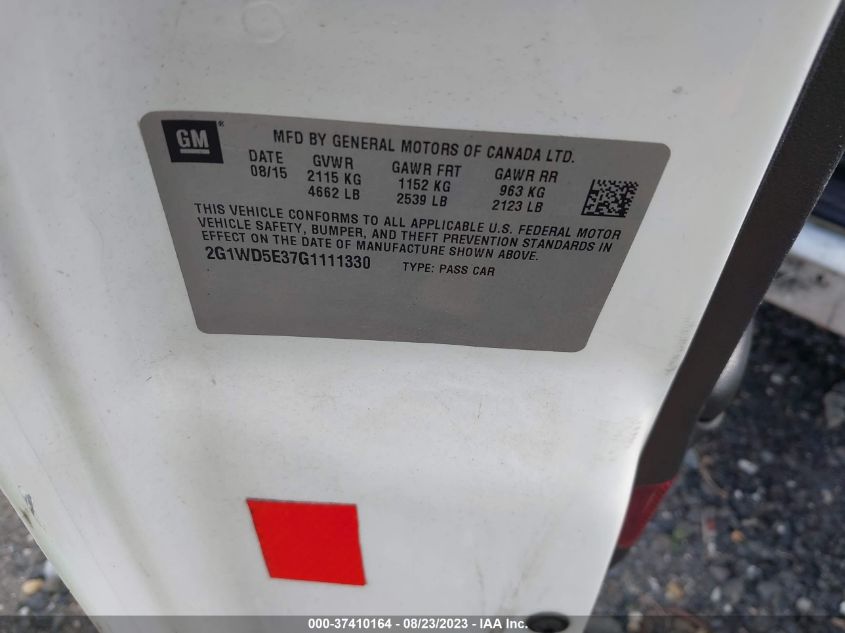 GM®
MFD BY GENERAL MOTORS OF CANADA LTD.
DATE GVWR GAWR FRT GAWR RR
08/15 2115 KG 1152 KG 963 KG
4662 LB 2539 LB 2123 LB
THIS VEHICLE CONFORMS TO ALL APPLICABLE U.S. FEDERAL MOTOR
VEHICLE SAFETY, BUMPER, AND THEFT PREVENTION STANDARDS IN
EFFECT ON THE DATE OF MANUFACTURE SHOWN ABOVE.
2G1WD5E37G1111330 TYPE: PASS CAR
000-37410164 - 08/23/2023 - IAA Inc.